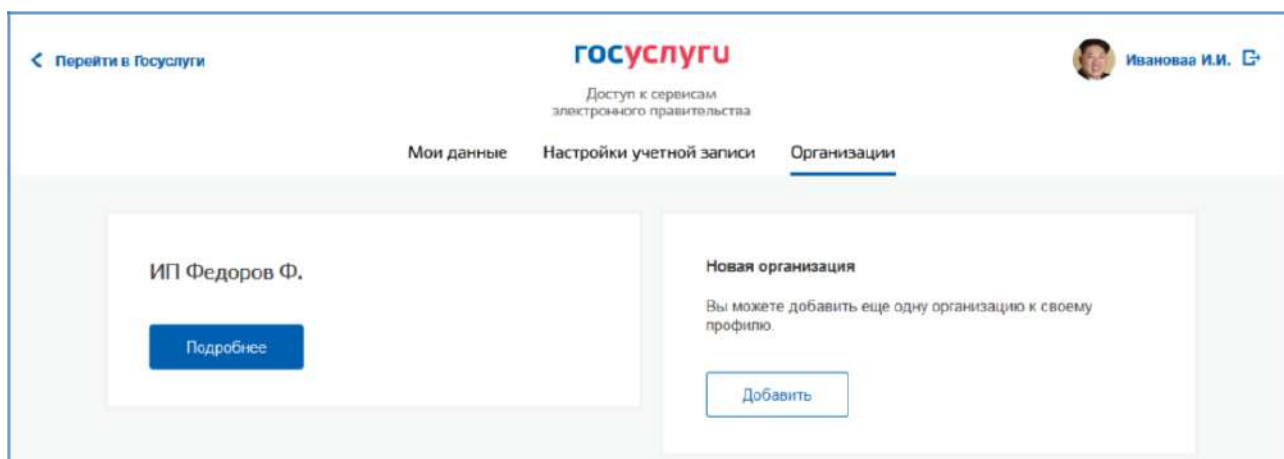 Перейти в Госуслуги
госуслуги
Ивановаа И.И.
Доступ к сервисам
электронного правительства
Мои данные Настройки учетной записи Организации
ИП Федоров Ф.
Подробнее
Новая организация
Вы можете добавить еще одну организацию к своему
профилю.
Добавить